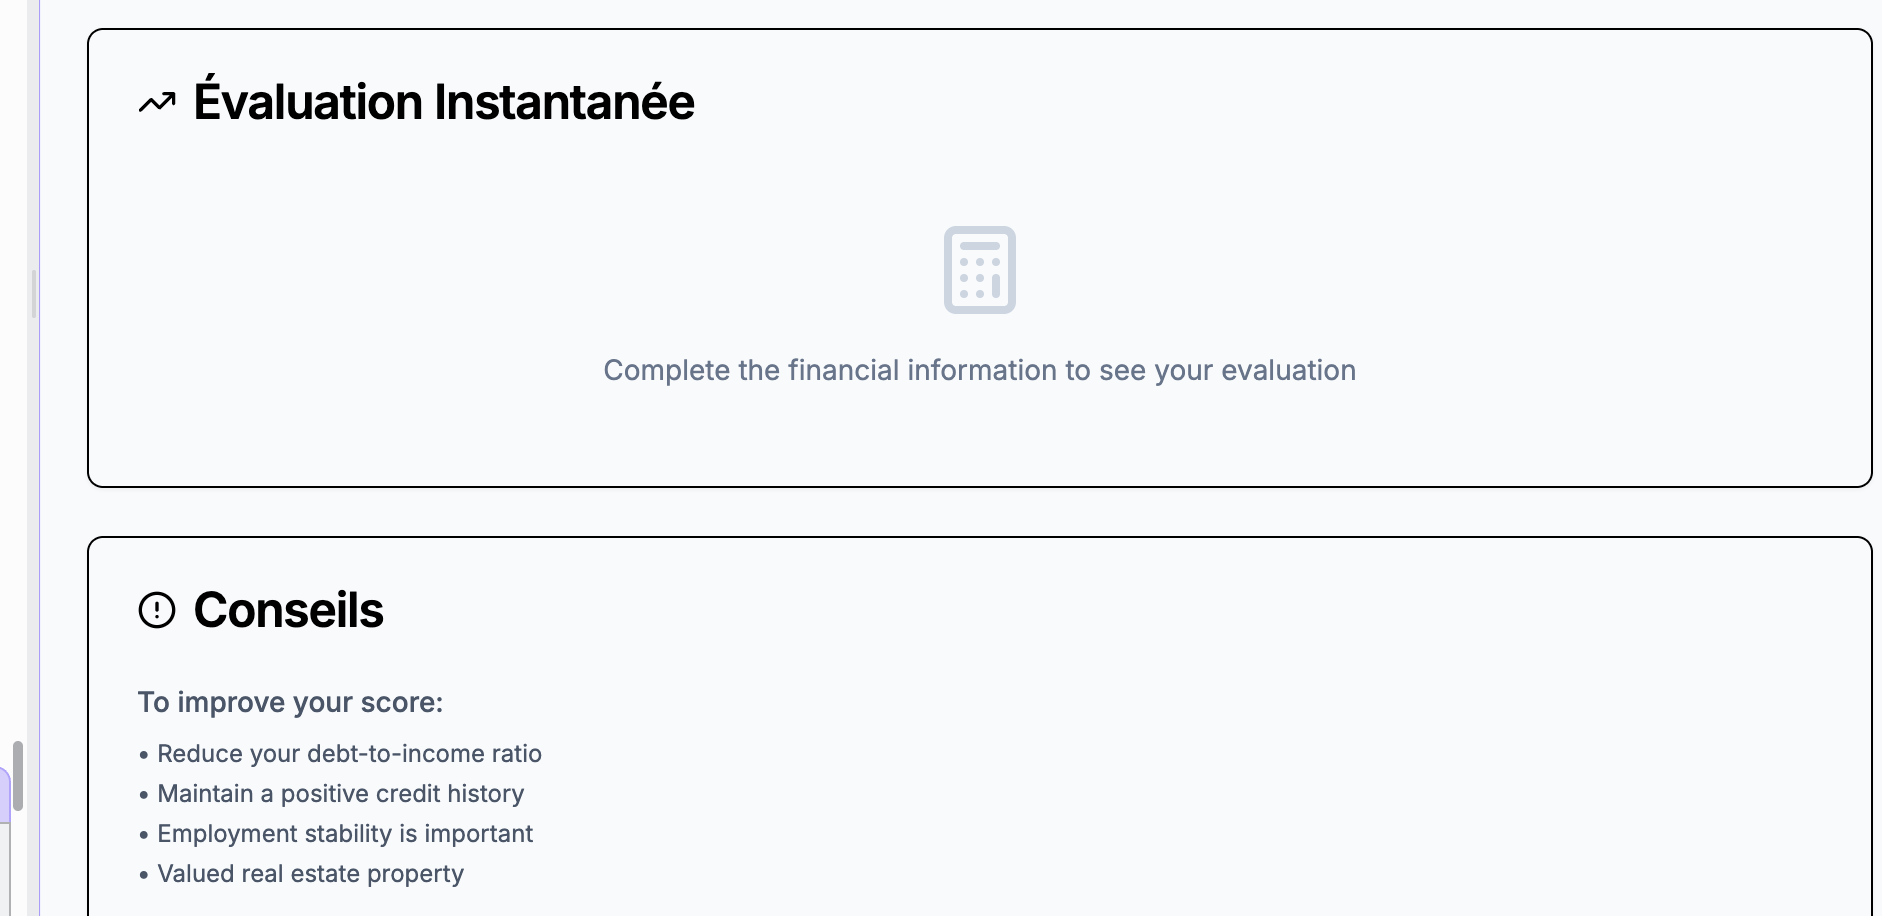 Évaluation Instantanée
Complete the financial information to see your evaluation
Conseils
To improve your score:
• Reduce your debt-to-income ratio
• Maintain a positive credit history
• Employment stability is important
• Valued real estate property